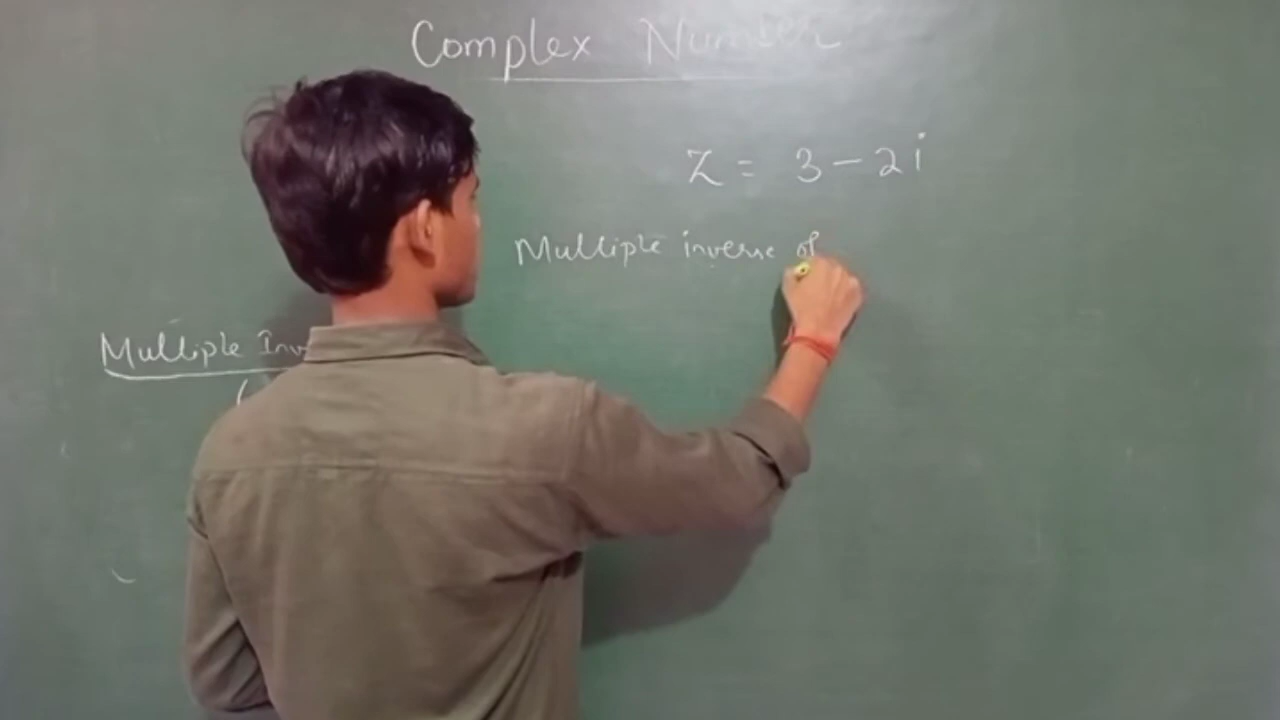 Complex Number
Z = 3 - 2i
Multiple inverse of
Multiple Inv
(